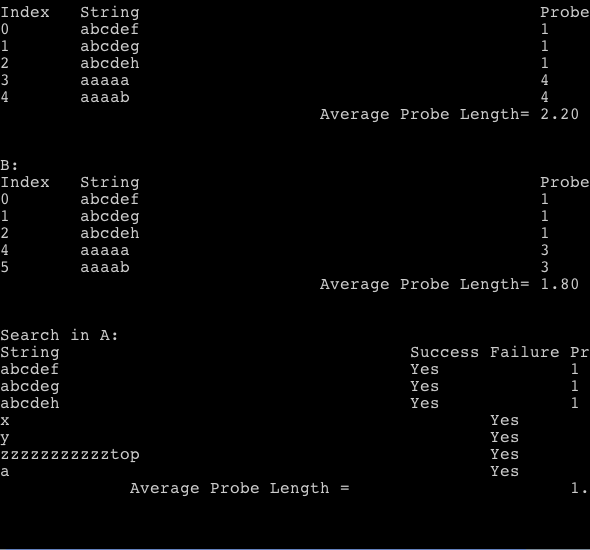 Index String Probe
0 abcdef 1
1 abcdeg 1
2 abcdeh 1
3 aaaaa 4
4 aaaab 4
Average Probe Length= 2.20
B:
Index String Probe
0 abcdef 1
1 abcdeg 1
2 abcdeh 1
4 aaaaa 3
5 aaaab 3
Average Probe Length= 1.80
Search in A:
String Success Failure Pr
abcdef Yes 1
abcdeg Yes 1
abcdeh Yes 1
x Yes
y Yes
zzzzzzzzzzztop Yes
a Yes
Average Probe Length = 1.